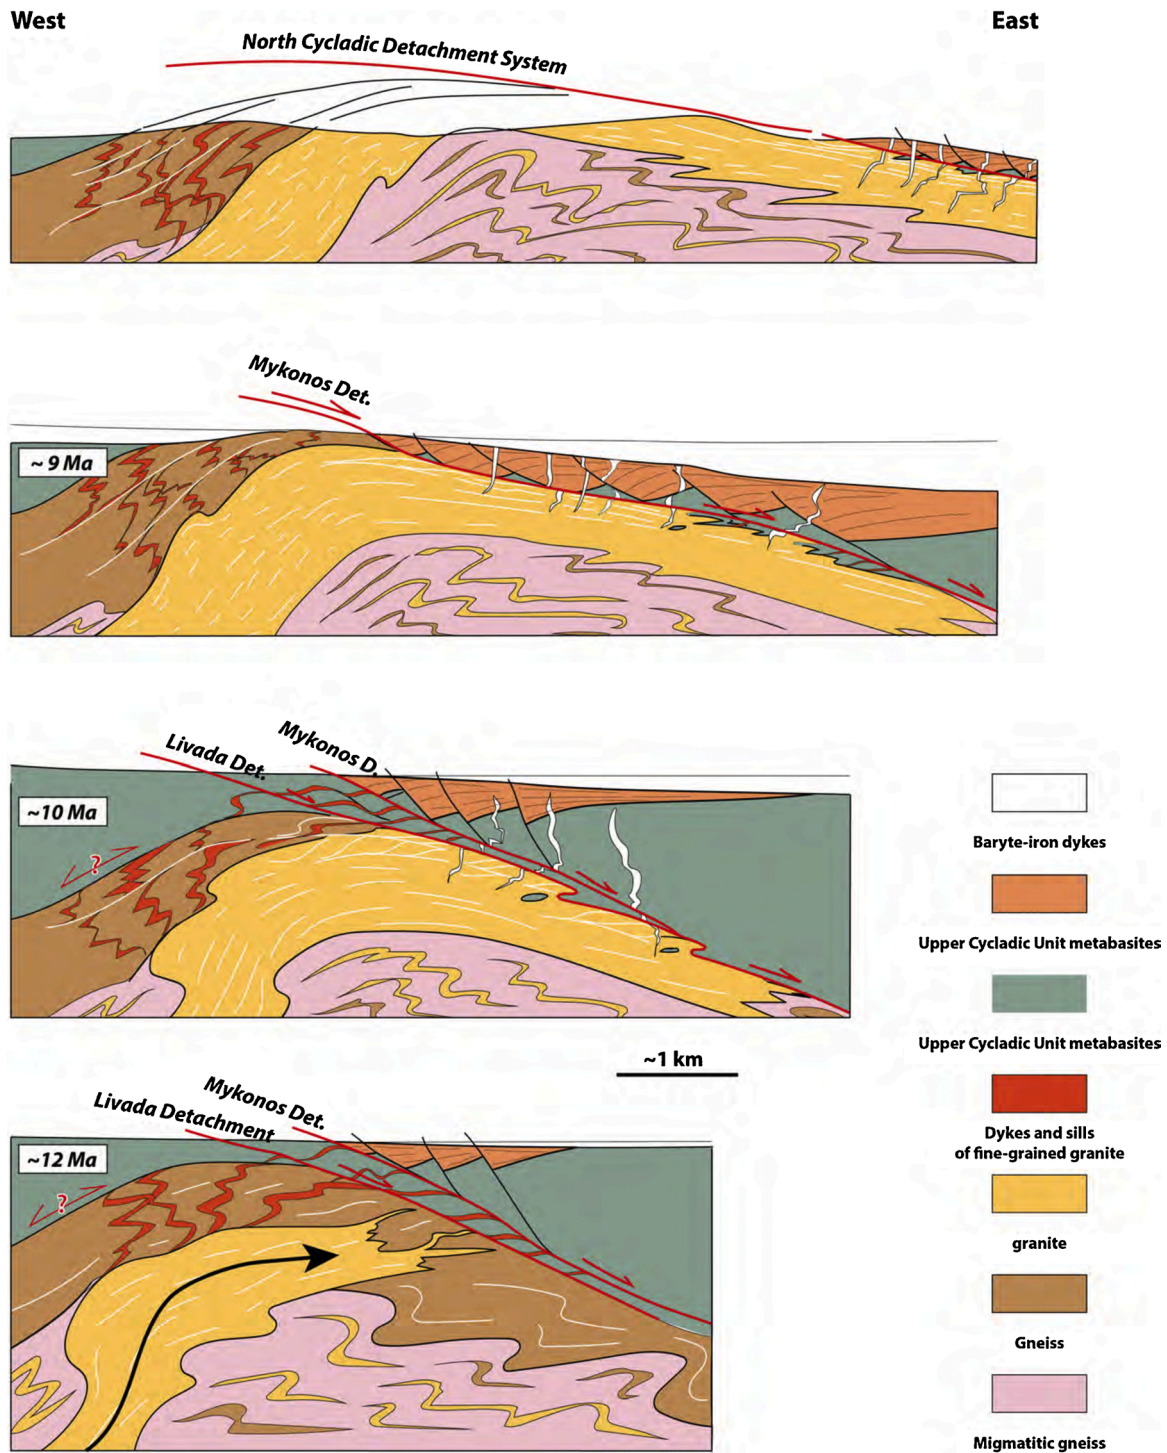 West
East
North Cycladic Detachment System
Mykonos Det.
~ 9 Ma
Livada Det.
Mykonos D.
~10 Ma
?
Baryte-iron dykes
Upper Cycladic Unit metabasites
Upper Cycladic Unit metabasites
Dykes and sills
of fine-grained granite
granite
Gneiss
Migmatitic gneiss
~1 km
Mykonos Det.
Livada Detachment
~12 Ma
?